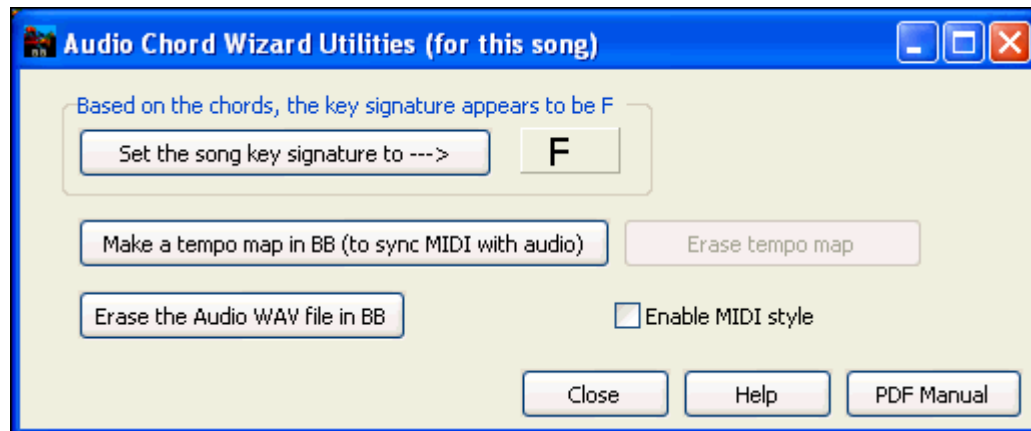 Audio Chord Wizard Utilities (for this song)
Based on the chords, the key signature appears to be F
Set the song key signature to ---> F
Make a tempo map in BB (to sync MIDI with audio) Erase tempo map
Erase the Audio WAV file in BB Enable MIDI style
Close Help PDF Manual